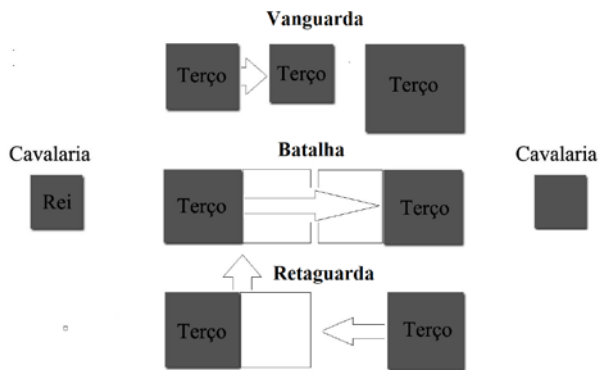 Vanguarda
Terço Terço Terço
Cavalaria Batalha Cavalaria
Rei Terço Terço
Retaguarda
Terço Terço